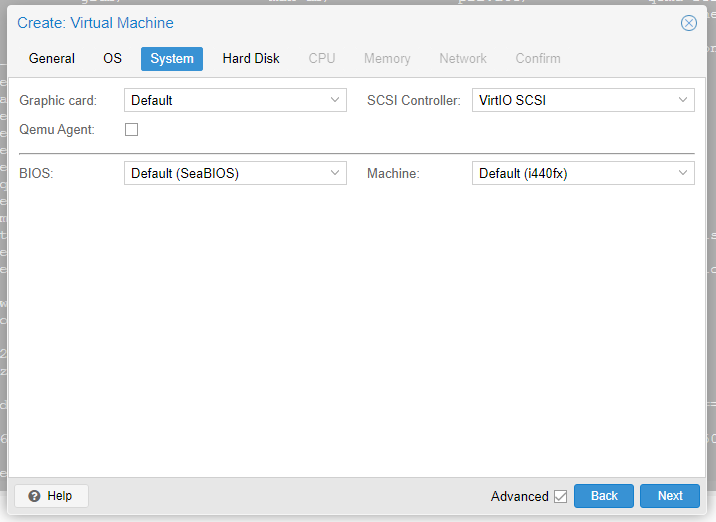 Create: Virtual Machine
General OS System Hard Disk CPU Memory Network Confirm
Graphic card: Default SCSI Controller: VirtIO SCSI
Qemu Agent:
BIOS: Default (SeaBIOS) Machine: Default (i440fx)
Help Advanced Back Next